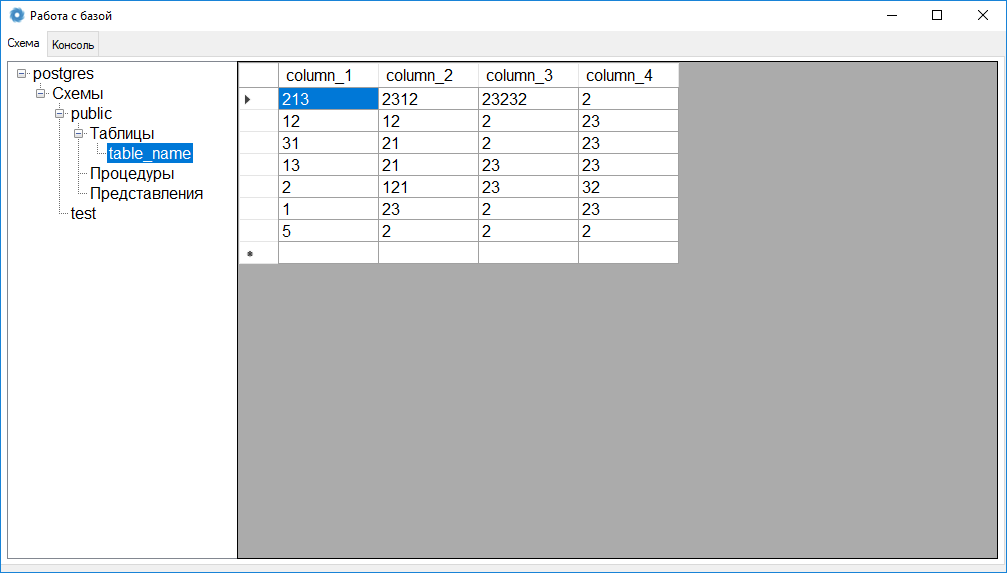 Работа с базой
Схема Консоль
postgres
Схемы
public
Таблицы
table_name
Процедуры
Представления
test
column_1 column_2 column_3 column_4
213 2312 23232 2
12 12 2 23
31 21 2 23
13 21 23 23
2 121 23 32
1 23 2 23
5 2 2 2